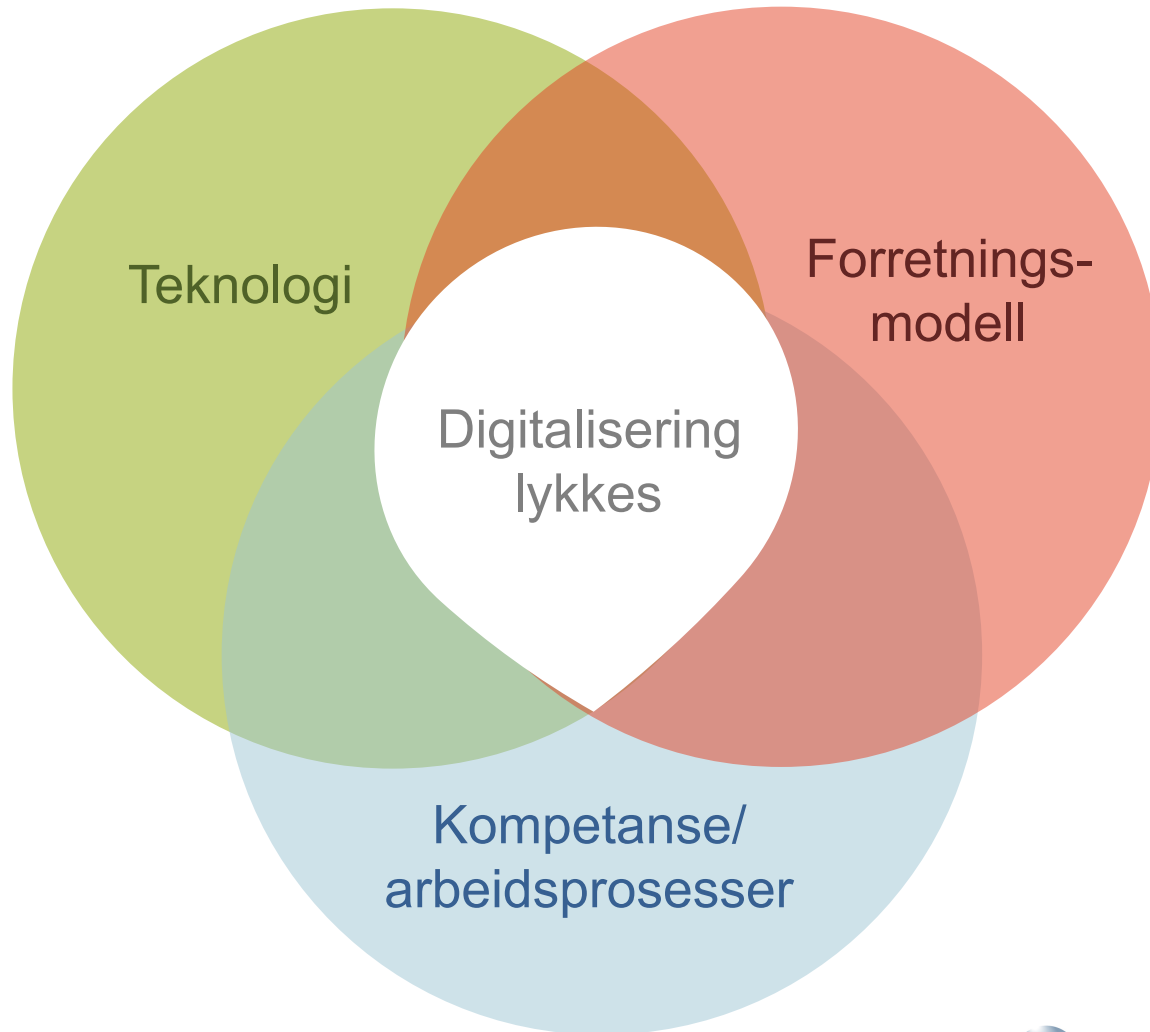 Teknologi
Forretnings-
modell
Digitalisering
lykkes
Kompetanse/
arbeidsprosesser